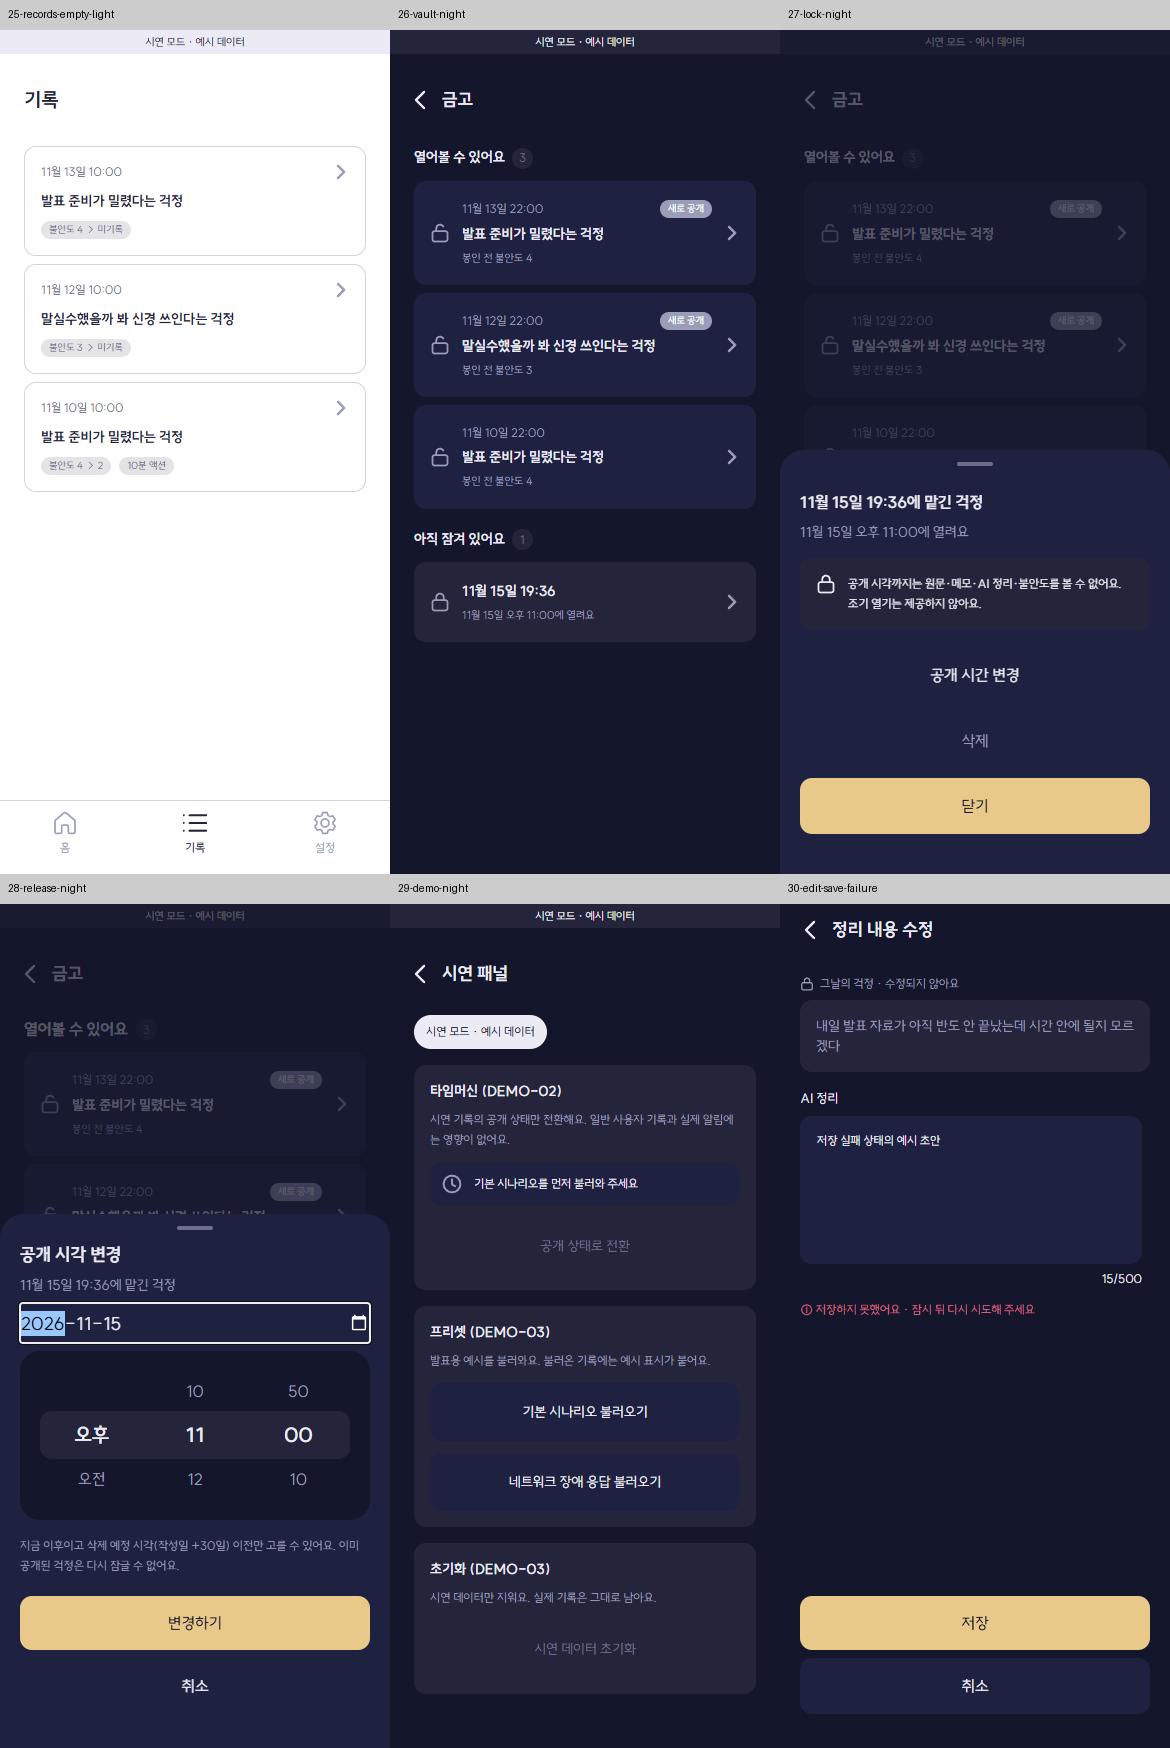 25-records-empty-light
시연 모드 · 예시 데이터
기록
11월 13일 10:00
발표 준비가 밀렸다는 걱정
불안도 4 > 미기록
11월 12일 10:00
말실수했을까 봐 신경 쓰인다는 걱정
불안도 3 > 미기록
11월 10일 10:00
발표 준비가 밀렸다는 걱정
불안도 4 > 2 10분 액션
홈 기록 설정
26-vault-night
시연 모드 · 예시 데이터
금고
열어볼 수 있어요 3
11월 13일 22:00 새로 공개
발표 준비가 밀렸다는 걱정
봉인 전 불안도 4
11월 12일 22:00 새로 공개
말실수했을까 봐 신경 쓰인다는 걱정
봉인 전 불안도 3
11월 10일 22:00
발표 준비가 밀렸다는 걱정
봉인 전 불안도 4
아직 잠겨 있어요 1
11월 15일 19:36
11월 15일 오후 11:00에 열려요
27-lock-night
시연 모드 · 예시 데이터
금고
열어볼 수 있어요 3
11월 13일 22:00 새로 공개
발표 준비가 밀렸다는 걱정
봉인 전 불안도 4
11월 12일 22:00 새로 공개
말실수했을까 봐 신경 쓰인다는 걱정
봉인 전 불안도 3
11월 10일 22:00
11월 15일 19:36에 맡긴 걱정
11월 15일 오후 11:00에 열려요
공개 시각까지는 원문·메모·AI 정리·불안도를 볼 수 없어요.
조기 열기는 제공하지 않아요.
공개 시간 변경
삭제
닫기
28-release-night
시연 모드 · 예시 데이터
금고
열어볼 수 있어요 3
11월 13일 22:00 새로 공개
발표 준비가 밀렸다는 걱정
봉인 전 불안도 4
11월 12일 22:00 새로 공개
말실수했을까 봐 신경 쓰인다는 걱정
공개 시각 변경
11월 15일 19:36에 맡긴 걱정
2026-11-15
10 50
오후 11 00
오전 12 10
지금 이후이고 삭제 예정 시각(작성일 +30일) 이전만 고를 수 있어요. 이미
공개된 걱정은 다시 잠글 수 없어요.
변경하기
취소
29-demo-night
시연 모드 · 예시 데이터
시연 패널
시연 모드 · 예시 데이터
타임머신 (DEMO-02)
시연 기록의 공개 상태만 전환해요. 일반 사용자 기록과 실제 알림에
는 영향이 없어요.
기본 시나리오를 먼저 불러와 주세요
공개 상태로 전환
프리셋 (DEMO-03)
발표용 예시를 불러와요. 불러온 기록에는 예시 표시가 붙어요.
기본 시나리오 불러오기
네트워크 장애 응답 불러오기
초기화 (DEMO-03)
시연 데이터만 지워요. 실제 기록은 그대로 남아요.
시연 데이터 초기화
30-edit-save-failure
정리 내용 수정
그날의 걱정 · 수정되지 않아요
내일 발표 자료가 아직 반도 안 끝났는데 시간 안에 될지 모르
겠다
AI 정리
저장 실패 상태의 예시 초안
15/500
저장하지 못했어요 · 잠시 뒤 다시 시도해 주세요
저장
취소